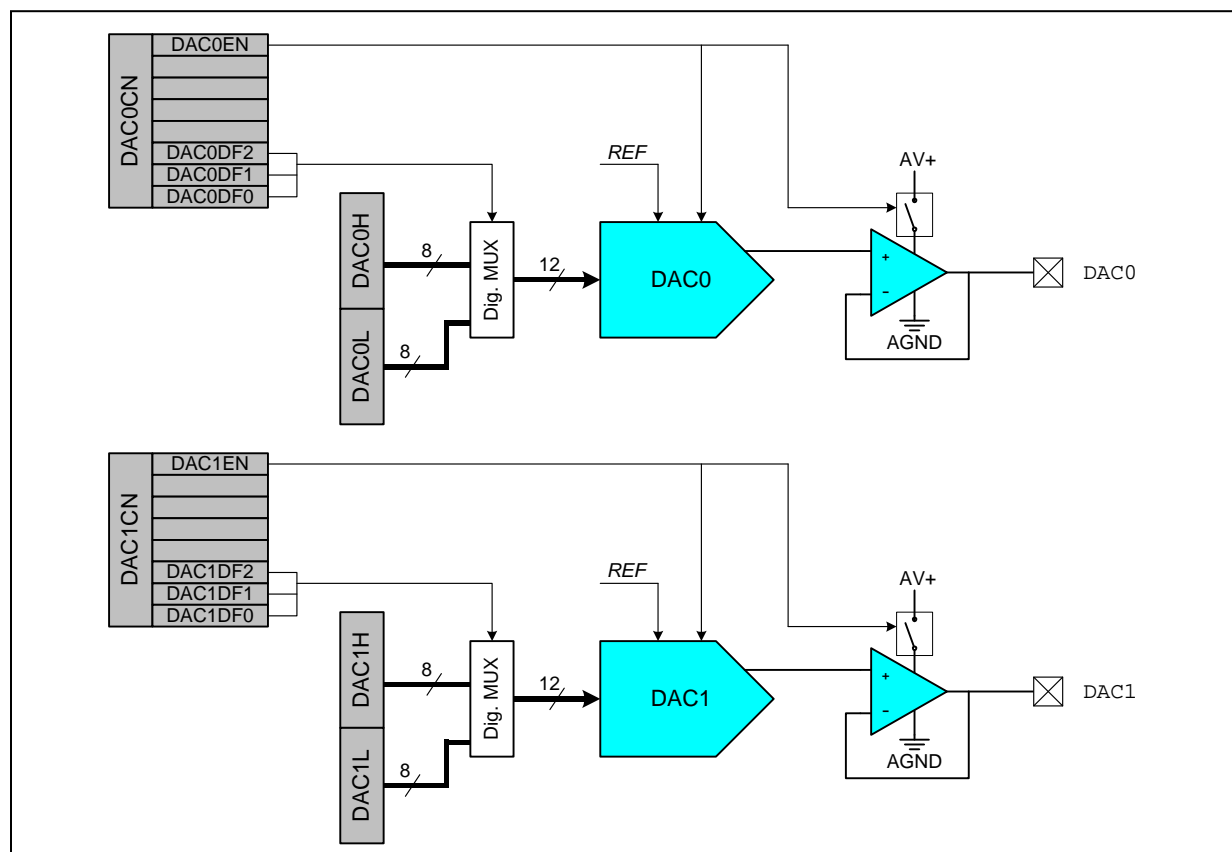 DAC0CN
DAC0EN
DAC0DF2
DAC0DF1
DAC0DF0
DAC0H
DAC0L
8
8
Dig. MUX
12
REF
DAC0
AV+
+
−
AGND
DAC0
DAC1CN
DAC1EN
DAC1DF2
DAC1DF1
DAC1DF0
DAC1H
DAC1L
8
8
Dig. MUX
12
REF
DAC1
AV+
+
−
AGND
DAC1